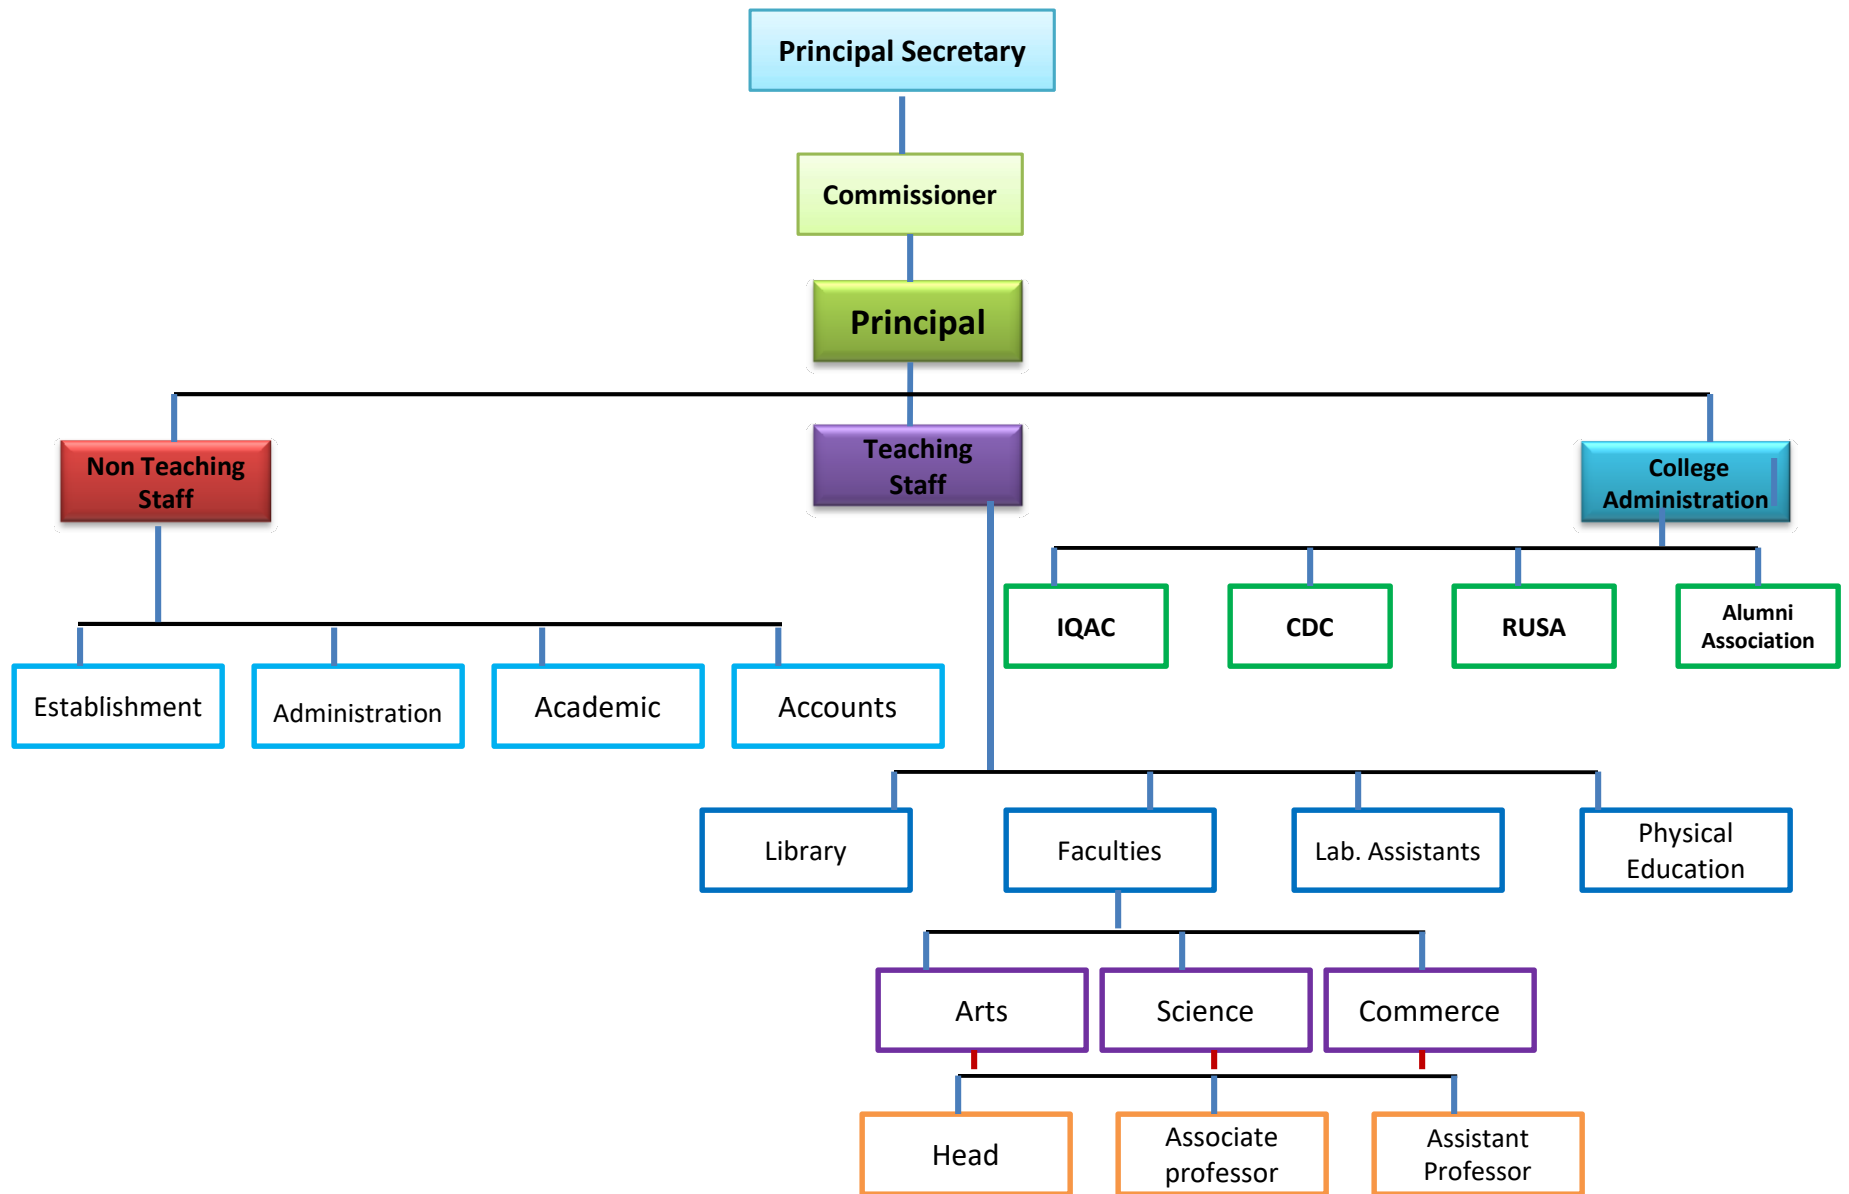 Principal Secretary
Commissioner
Principal
Non Teaching
Staff
Teaching
Staff
College
Administration
IQAC
CDC
RUSA
Alumni
Association
Establishment
Administration
Academic
Accounts
Library
Faculties
Lab. Assistants
Physical
Education
Arts
Science
Commerce
Head
Associate
professor
Assistant
Professor